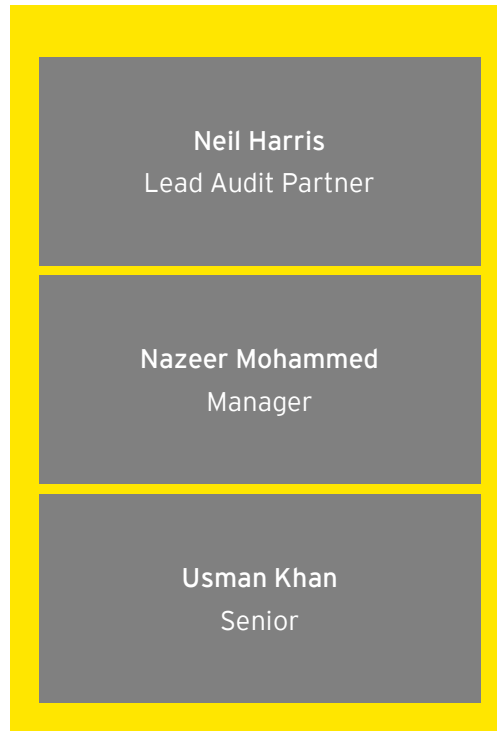 Neil Harris
Lead Audit Partner
Nazeer Mohammed
Manager
Usman Khan
Senior